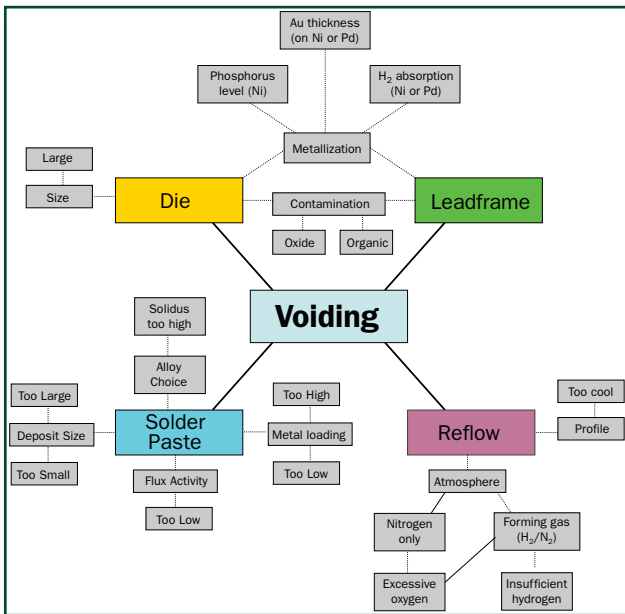 Au thickness
(on Ni or Pd)
Phosphorus
level (Ni)
H₂ absorption
(Ni or Pd)
Metallization
Large
Size
Die
Contamination
Leadframe
Oxide
Organic
Voiding
Solidus
too high
Alloy
Choice
Too Large
Deposit Size
Too Small
Solder
Paste
Too High
Metal loading
Too Low
Flux Activity
Too Low
Reflow
Too cool
Profile
Atmosphere
Nitrogen
only
Forming gas
(H₂/N₂)
Excessive
oxygen
Insufficient
hydrogen